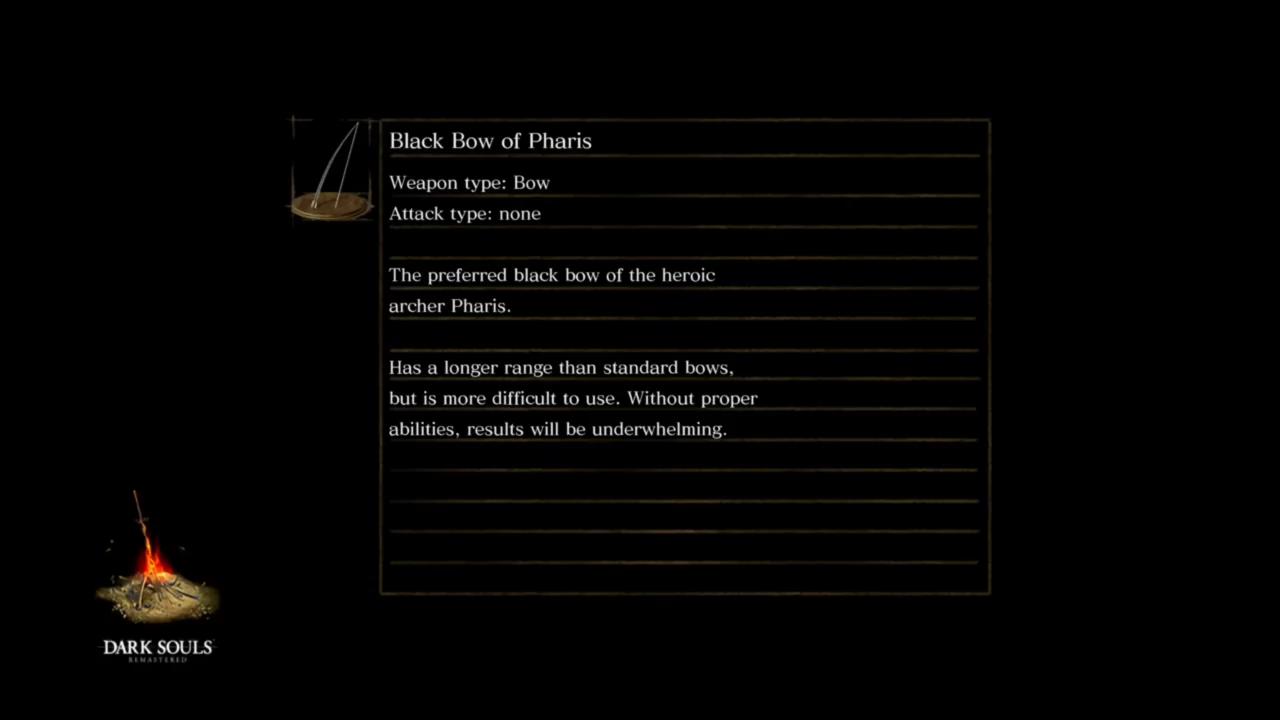 Black Bow of Pharis
Weapon type: Bow
Attack type: none
The preferred black bow of the heroic
archer Pharis.
Has a longer range than standard bows,
but is more difficult to use. Without proper
abilities, results will be underwhelming.
DARK SOULS
REMASTERED